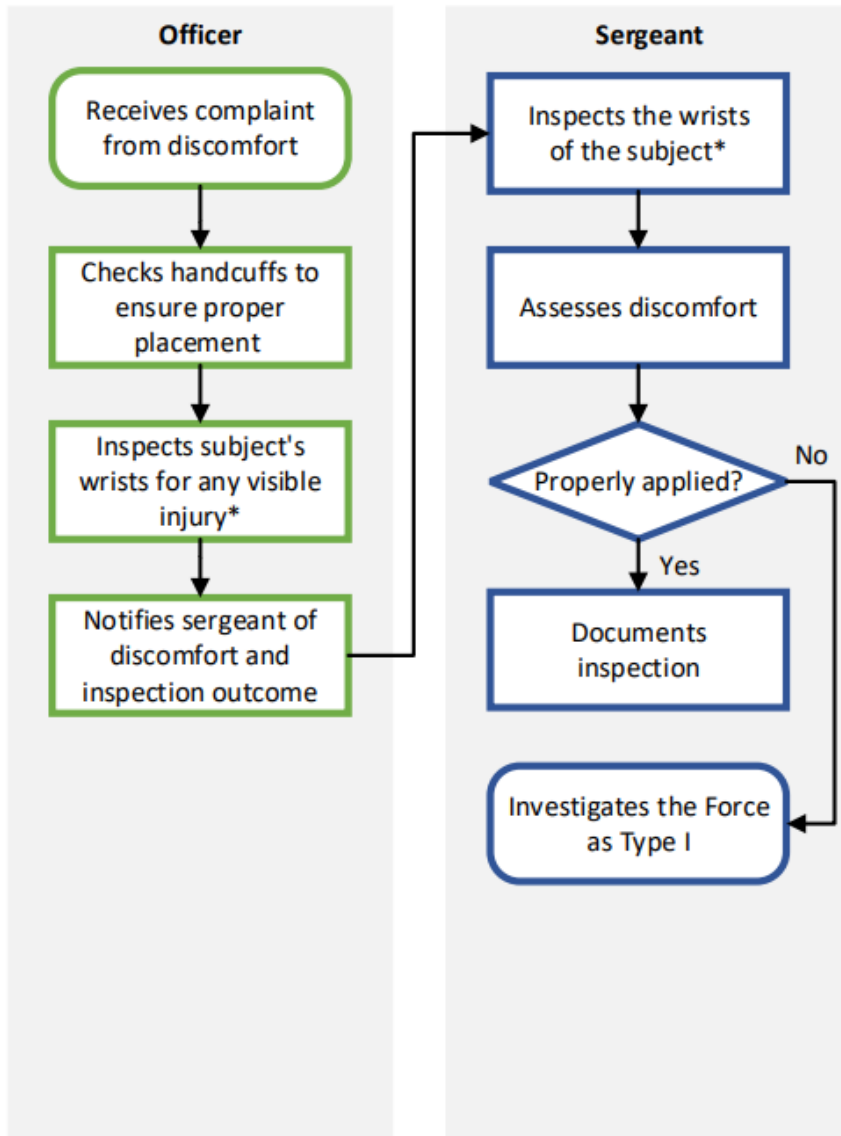 Officer
Receives complaint
from discomfort
Checks handcuffs to
ensure proper
placement
Inspects subject's
wrists for any visible
injury*
Notifies sergeant of
discomfort and
inspection outcome
Sergeant
Inspects the wrists
of the subject*
Assesses discomfort
Properly applied?
No
Yes
Documents
inspection
Investigates the Force
as Type I